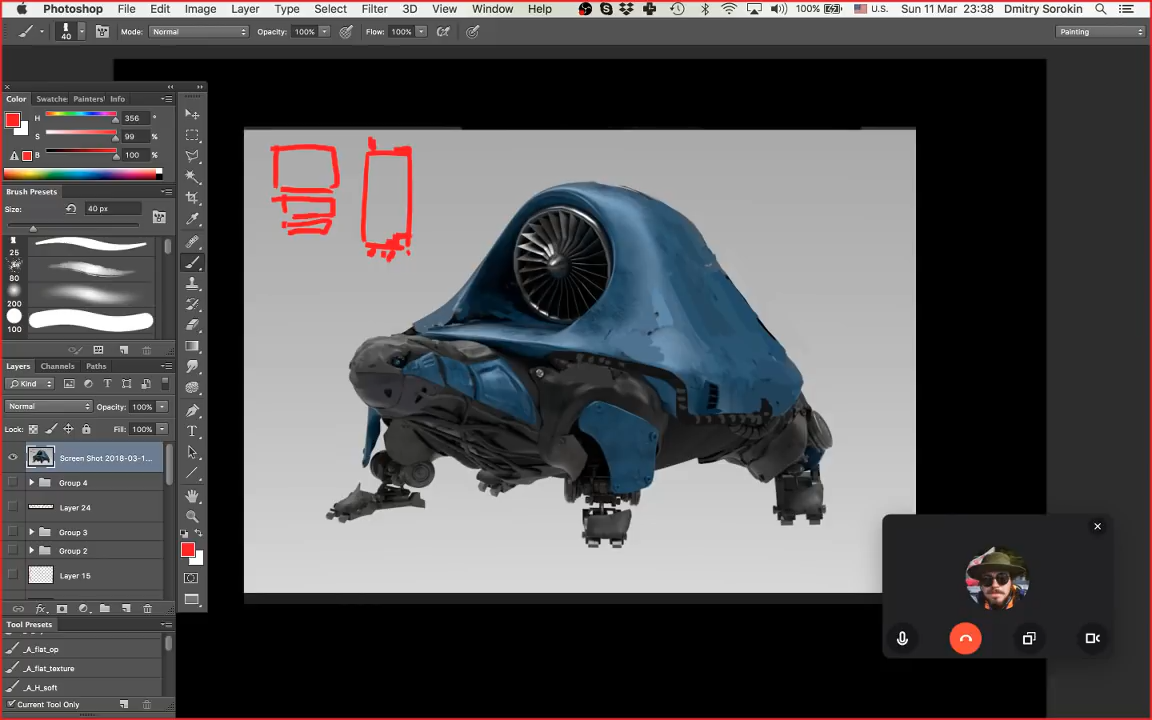 Photoshop File Edit Image Layer Type Select Filter 3D View Window Help 100% U.S. Sun 11 Mar 23:38 Dmitry Sorokin
40 Mode: Normal Opacity: 100% Flow: 100% Painting
Color Swatches Painters' Info
H 356 °
S 99 %
B 100 %
Brush Presets
Size: 40 px
25
80
200
100
Layers Channels Paths
Kind
Normal Opacity: 100%
Lock: Fill: 100%
Screen Shot 2018-03-1...
Group 4
Layer 24
Group 3
Group 2
Layer 15
fx
Tool Presets
_A_flat_op
_A_flat_texture
_A_H_soft
Current Tool Only